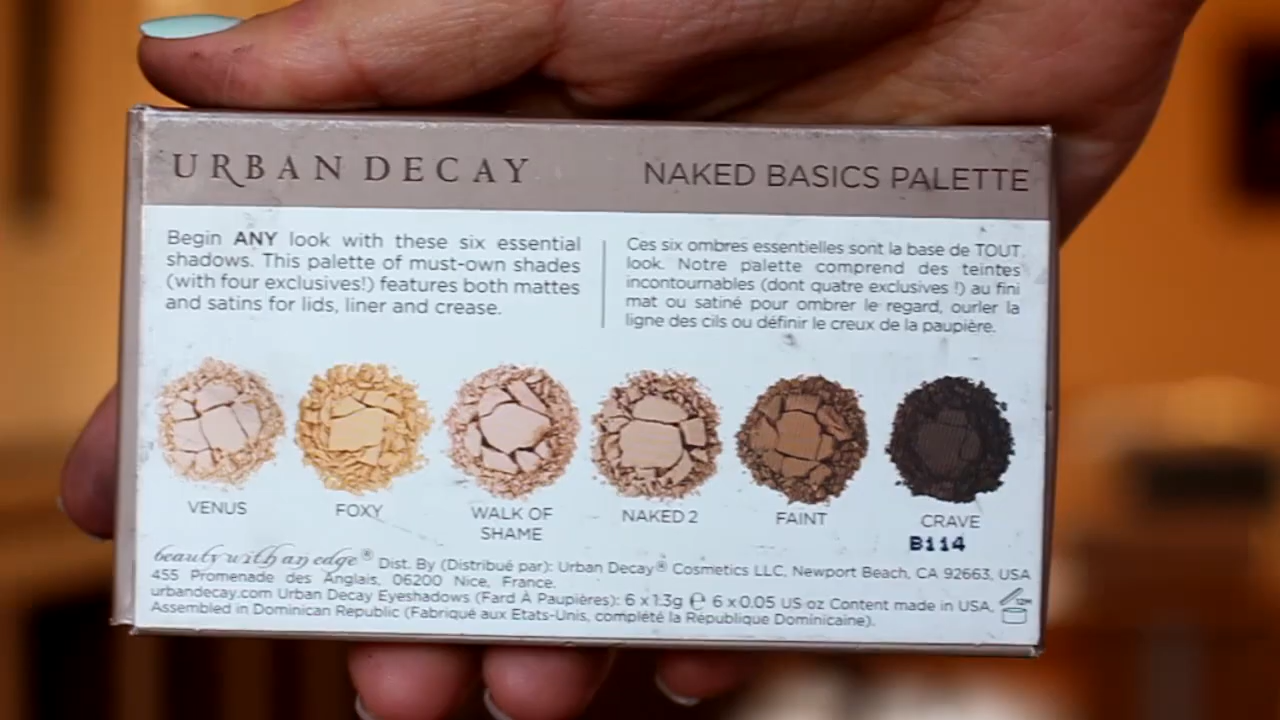 URBAN DECAY
NAKED BASICS PALETTE
Begin ANY look with these six essential
shadows. This palette of must-own shades
(with four exclusives!) features both mattes
and satins for lids, liner and crease.
Ces six ombres essentielles sont la base de TOUT
look. Notre palette comprend des teintes
incontournables (dont quatre exclusives !) au fini
mat ou satiné pour ombrer le regard, ourler la
ligne des cils ou définir le creux de la paupière.
VENUS
FOXY
WALK OF
SHAME
NAKED 2
FAINT
CRAVE
B114
beauty with an edge® Dist. By (Distribué par): Urban Decay® Cosmetics LLC, Newport Beach, CA 92663, USA
455 Promenade des Anglais, 06200 Nice, France.
urbandecay.com Urban Decay Eyeshadows (Fard À Paupières): 6 x 1.3g ℮ 6 x 0.05 US oz Content made in USA.
Assembled in Dominican Republic (Fabriqué aux Etats-Unis, complété la République Dominicaine).